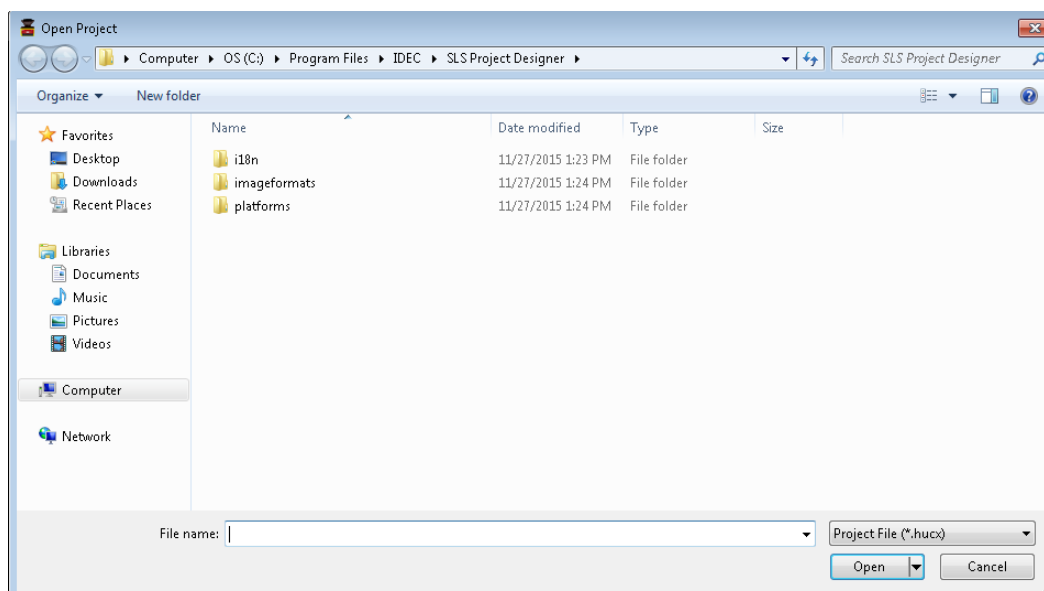 Open Project
Computer OS (C:) Program Files IDEC SLS Project Designer Search SLS Project Designer
Organize New folder
Favorites
Desktop
Downloads
Recent Places
Libraries
Documents
Music
Pictures
Videos
Computer
Network
Name Date modified Type Size
i18n 11/27/2015 1:23 PM File folder
imageformats 11/27/2015 1:24 PM File folder
platforms 11/27/2015 1:24 PM File folder
File name: Project File (*.hucx)
Open Cancel